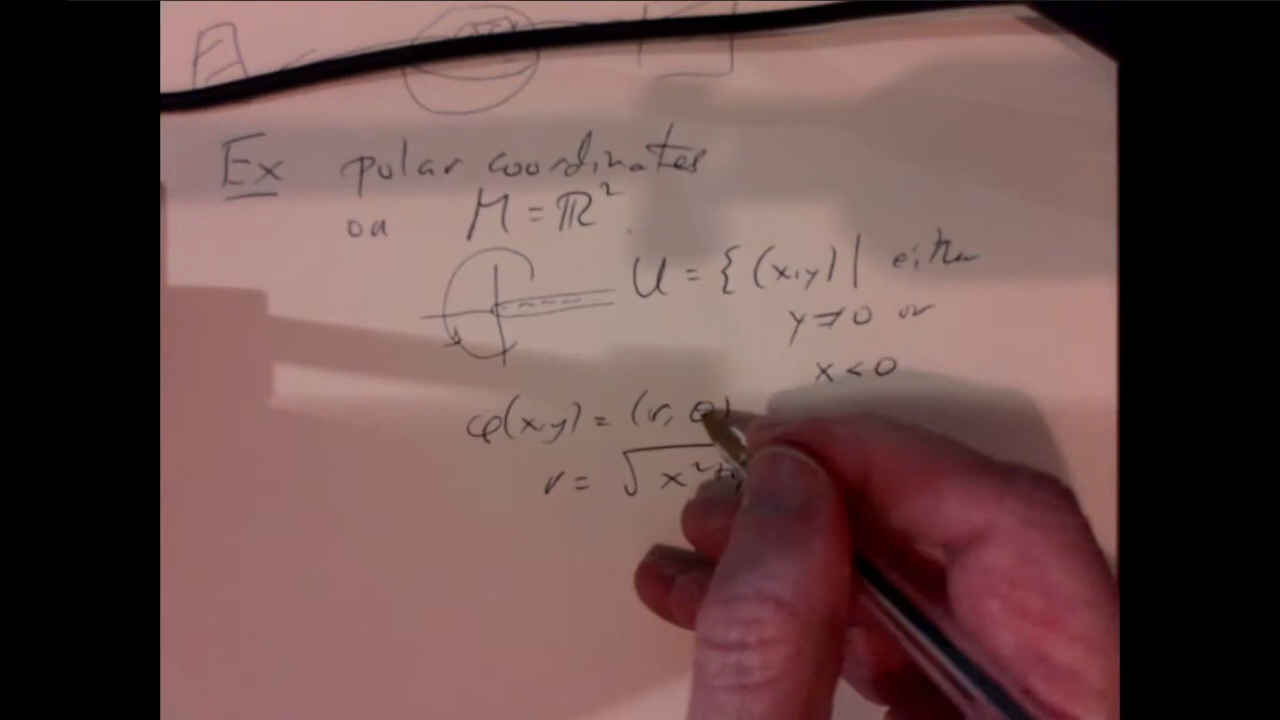 Ex polar coordinates
on M = ℝ².
U = { (x,y) | either
y ≠ 0 or
x < 0
φ(x,y) = (r, θ)
r = √x² +